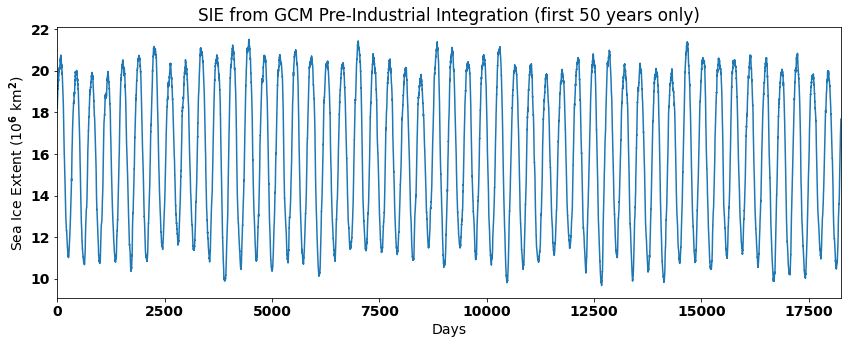 SIE from GCM Pre-Industrial Integration (first 50 years only)
Sea Ice Extent (10⁶ km²)
22
20
18
16
14
12
10
0 2500 5000 7500 10000 12500 15000 17500
Days